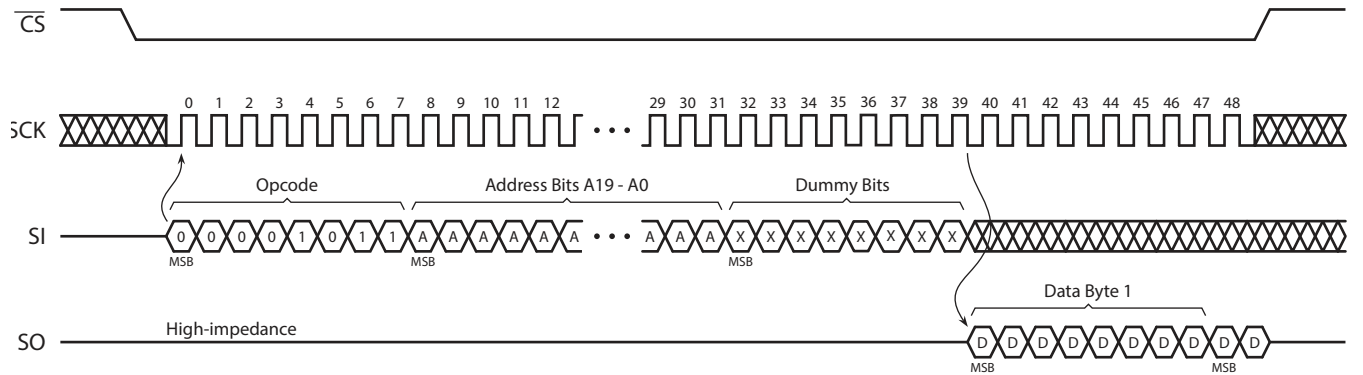 CS
0 1 2 3 4 5 6 7 8 9 10 11 12 29 30 31 32 33 34 35 36 37 38 39 40 41 42 43 44 45 46 47 48
SCK • • •
Opcode Address Bits A19 - A0 Dummy Bits
SI 0 0 0 0 1 0 1 1 A A A A A A • • • A A A X X X X X X X X
MSB MSB MSB
Data Byte 1
High-impedance
SO D D D D D D D D D D
MSB MSB